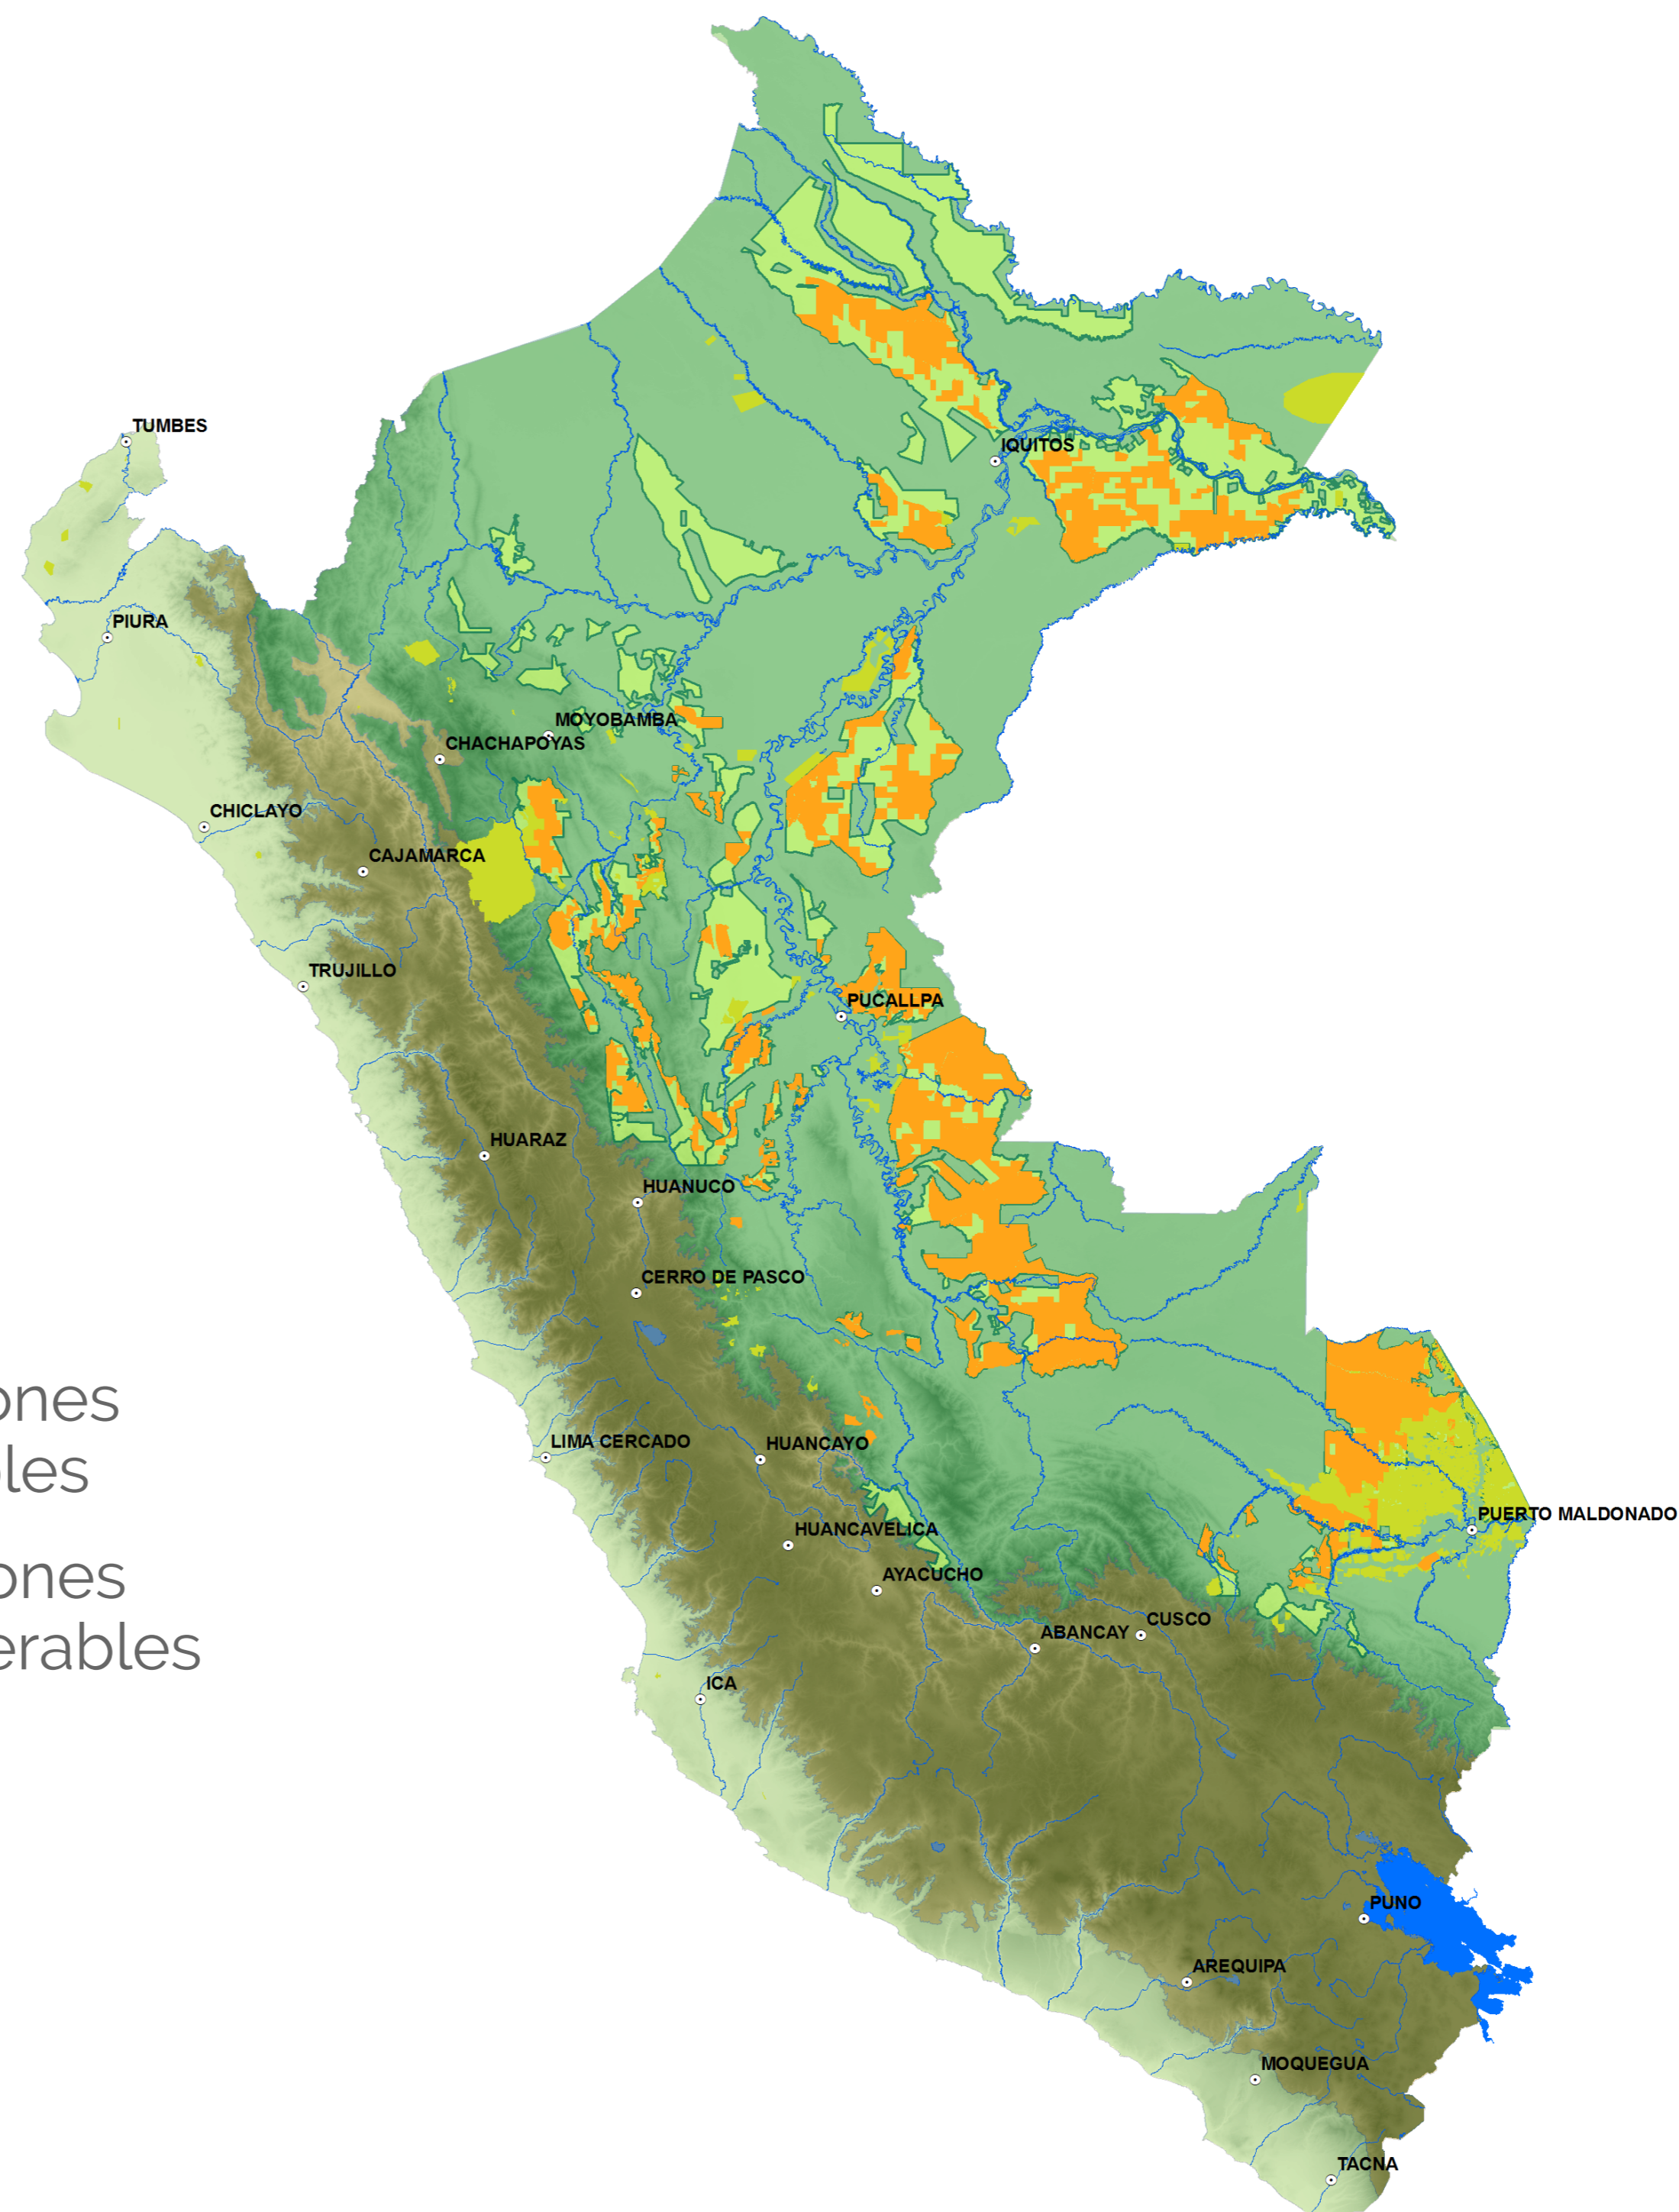 TUMBES
IQUITOS
PIURA
MOYOBAMBA
CHACHAPOYAS
CHICLAYO
CAJAMARCA
TRUJILLO
PUCALLPA
HUARAZ
HUANUCO
CERRO DE PASCO
ones
LIMA CERCADO
HUANCAYO
les
PUERTO MALDONADO
HUANCAVELICA
ones
AYACUCHO
CUSCO
ABANCAY
erables
ICA
PUNO
AREQUIPA
MOQUEGUA
TACNA